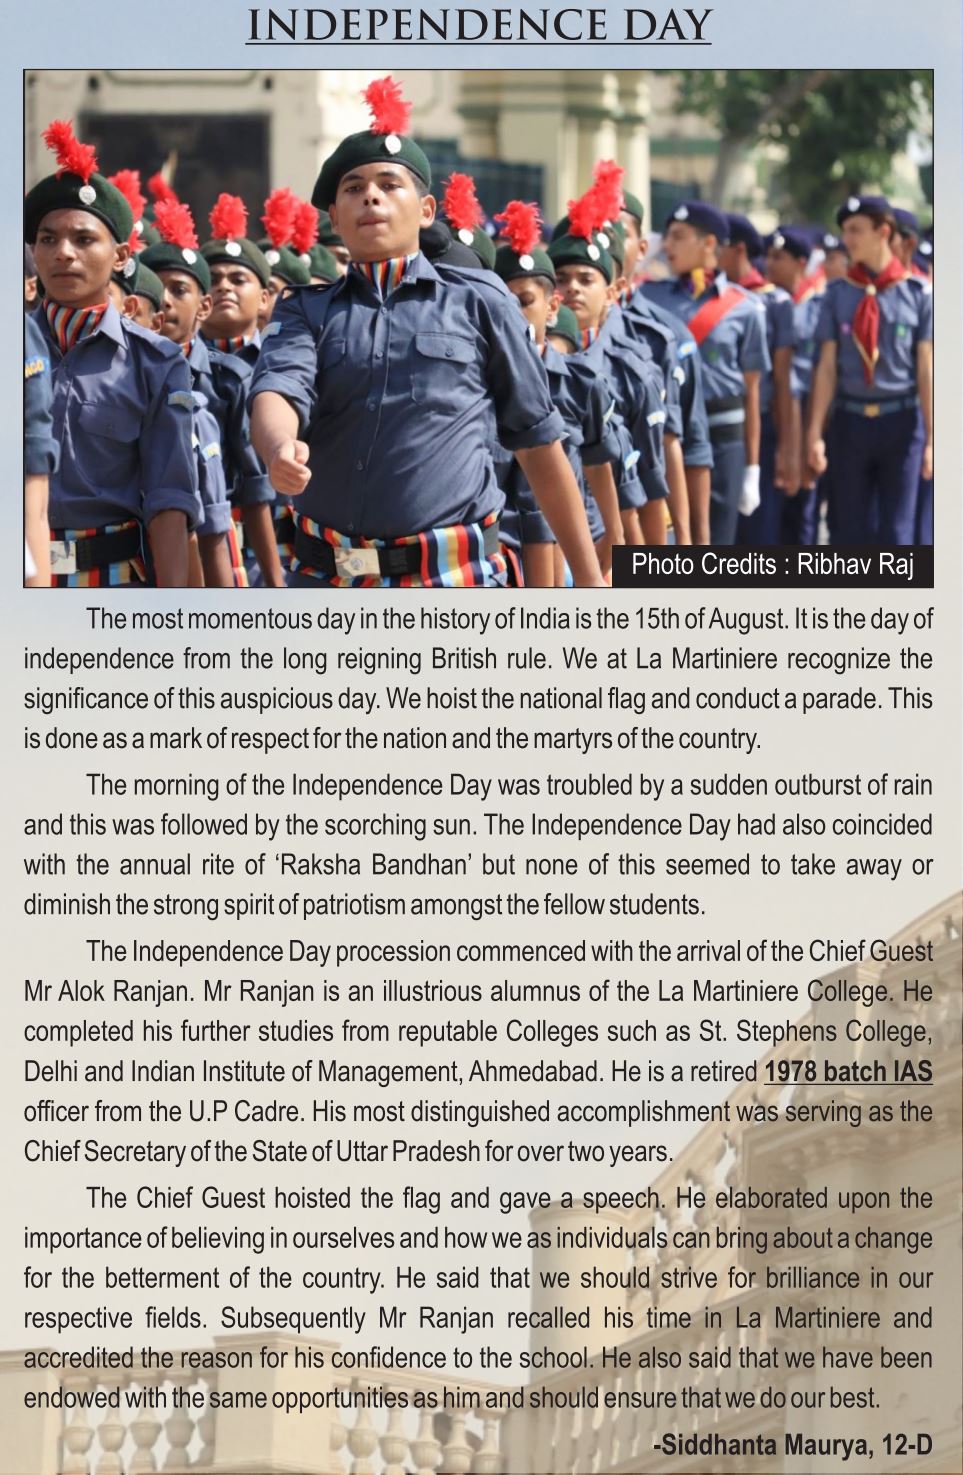 INDEPENDENCE DAY
Photo Credits : Ribhav Raj
The most momentous day in the history of India is the 15th of August. It is the day of
independence from the long reigning British rule. We at La Martiniere recognize the
significance of this auspicious day. We hoist the national flag and conduct a parade. This
is done as a mark of respect for the nation and the martyrs of the country.
The morning of the Independence Day was troubled by a sudden outburst of rain
and this was followed by the scorching sun. The Independence Day had also coincided
with the annual rite of ‘Raksha Bandhan’ but none of this seemed to take away or
diminish the strong spirit of patriotism amongst the fellow students.
The Independence Day procession commenced with the arrival of the Chief Guest
Mr Alok Ranjan. Mr Ranjan is an illustrious alumnus of the La Martiniere College. He
completed his further studies from reputable Colleges such as St. Stephens College,
Delhi and Indian Institute of Management, Ahmedabad. He is a retired 1978 batch IAS
officer from the U.P Cadre. His most distinguished accomplishment was serving as the
Chief Secretary of the State of Uttar Pradesh for over two years.
The Chief Guest hoisted the flag and gave a speech. He elaborated upon the
importance of believing in ourselves and how we as individuals can bring about a change
for the betterment of the country. He said that we should strive for brilliance in our
respective fields. Subsequently Mr Ranjan recalled his time in La Martiniere and
accredited the reason for his confidence to the school. He also said that we have been
endowed with the same opportunities as him and should ensure that we do our best.
-Siddhanta Maurya, 12-D